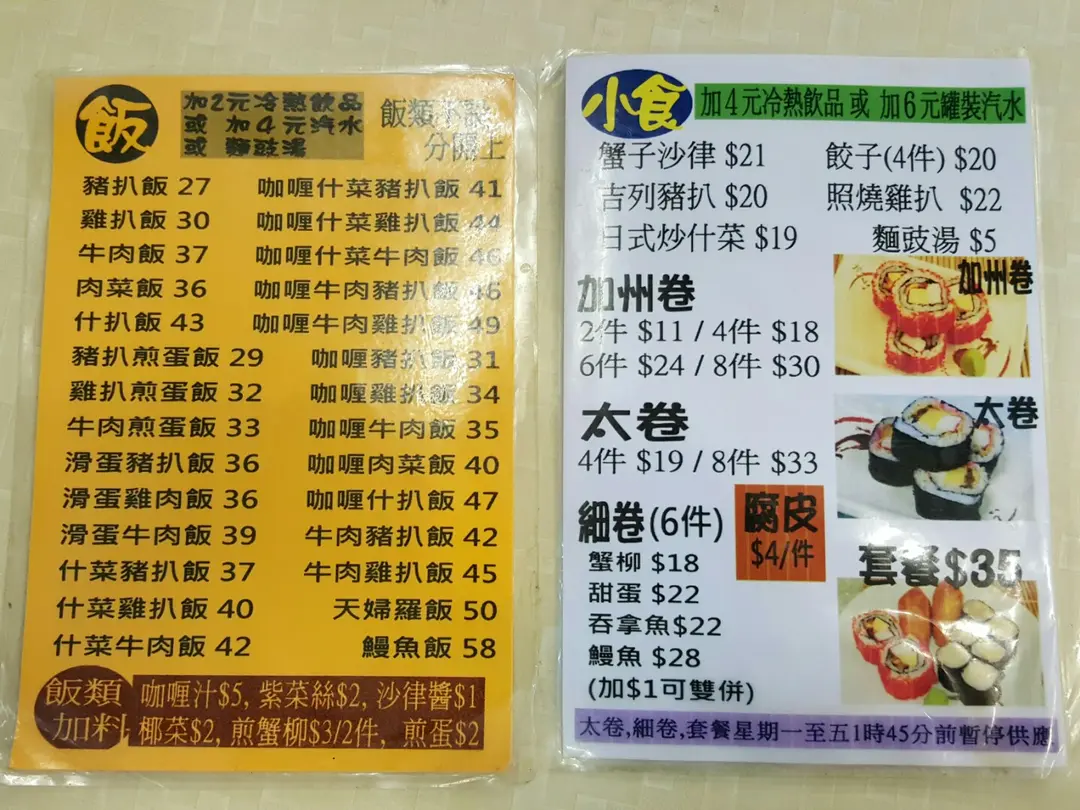 飯
加2元冷熱飲品
或 加4元汽水
或 麵豉湯
飯類不設
分開上
豬扒飯 27
雞扒飯 30
牛肉飯 37
肉菜飯 36
什扒飯 43
豬扒煎蛋飯 29
雞扒煎蛋飯 32
牛肉煎蛋飯 33
滑蛋豬扒飯 36
滑蛋雞肉飯 36
滑蛋牛肉飯 39
什菜豬扒飯 37
什菜雞扒飯 40
什菜牛肉飯 42
咖喱什菜豬扒飯 41
咖喱什菜雞扒飯 44
咖喱什菜牛肉飯 46
咖喱牛肉豬扒飯 46
咖喱牛肉雞扒飯 49
咖喱豬扒飯 31
咖喱雞扒飯 34
咖喱牛肉飯 35
咖喱肉菜飯 40
咖喱什扒飯 47
牛肉豬扒飯 42
牛肉雞扒飯 45
天婦羅飯 50
鰻魚飯 58
飯類
加料
咖喱汁$5, 紫菜絲$2, 沙律醬$1
椰菜$2, 煎蟹柳$3/2件, 煎蛋$2
小食
加4元冷熱飲品 或 加6元罐裝汽水
蟹子沙律 $21
餃子(4件) $20
吉列豬扒 $20
照燒雞扒 $22
日式炒什菜 $19
麵豉湯 $5
加州卷
2件 $11 / 4件 $18
6件 $24 / 8件 $30
加州卷
太卷
4件 $19 / 8件 $33
太卷
細卷(6件)
蟹柳 $18
甜蛋 $22
吞拿魚$22
鰻魚 $28
(加$1可雙併)
腐皮
$4/件
套餐$35
太卷,細卷,套餐星期一至五1時45分前暫停供應